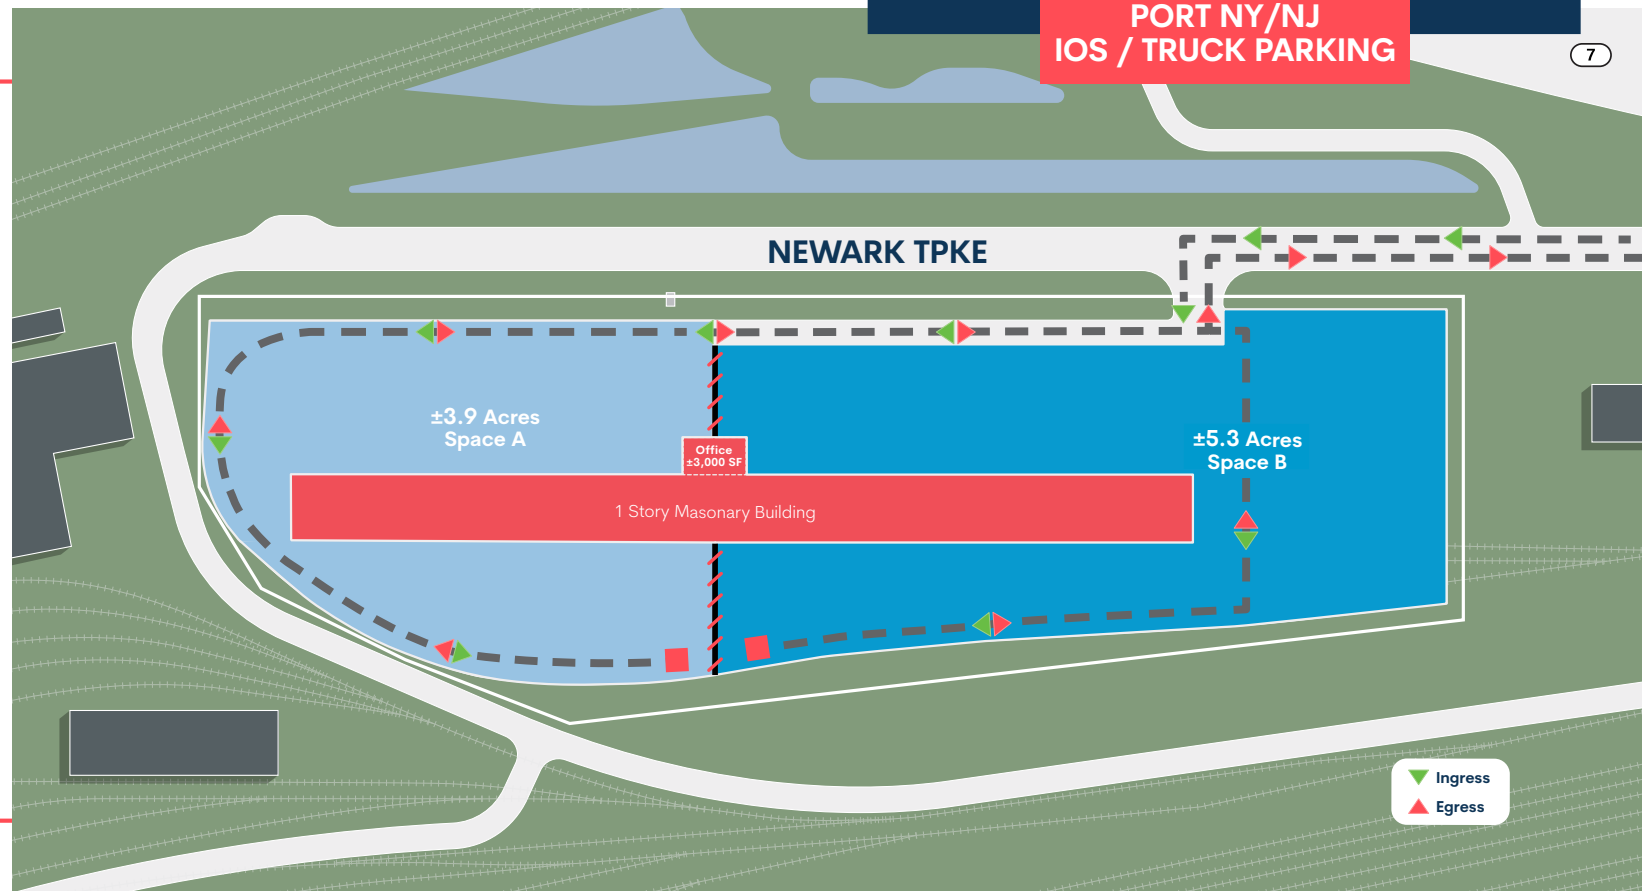 PORT NY/NJ
IOS / TRUCK PARKING
7
NEWARK TPKE
±3.9 Acres
Space A
±5.3 Acres
Space B
Office
±3,000 SF
1 Story Masonary Building
Ingress
Egress